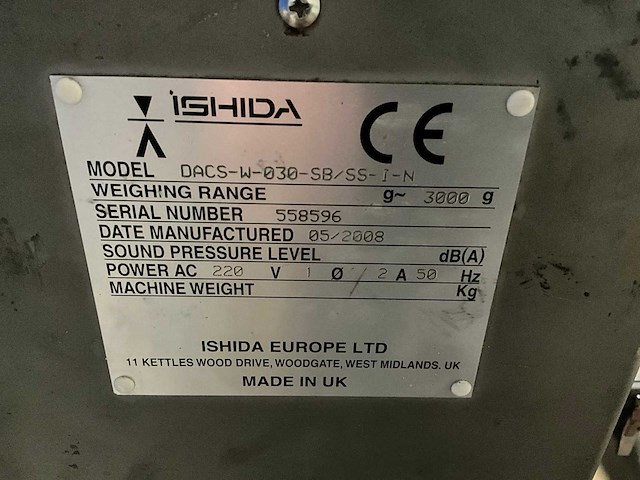 ISHIDA
CE
MODEL DACS-W-030-SB/SS-I-N
WEIGHING RANGE g~ 3000 g
SERIAL NUMBER 558596
DATE MANUFACTURED 05/2008
SOUND PRESSURE LEVEL dB(A)
POWER AC 220 V 1 Ø / 2 A 50 Hz
MACHINE WEIGHT Kg
ISHIDA EUROPE LTD
11 KETTLES WOOD DRIVE, WOODGATE, WEST MIDLANDS. UK
MADE IN UK